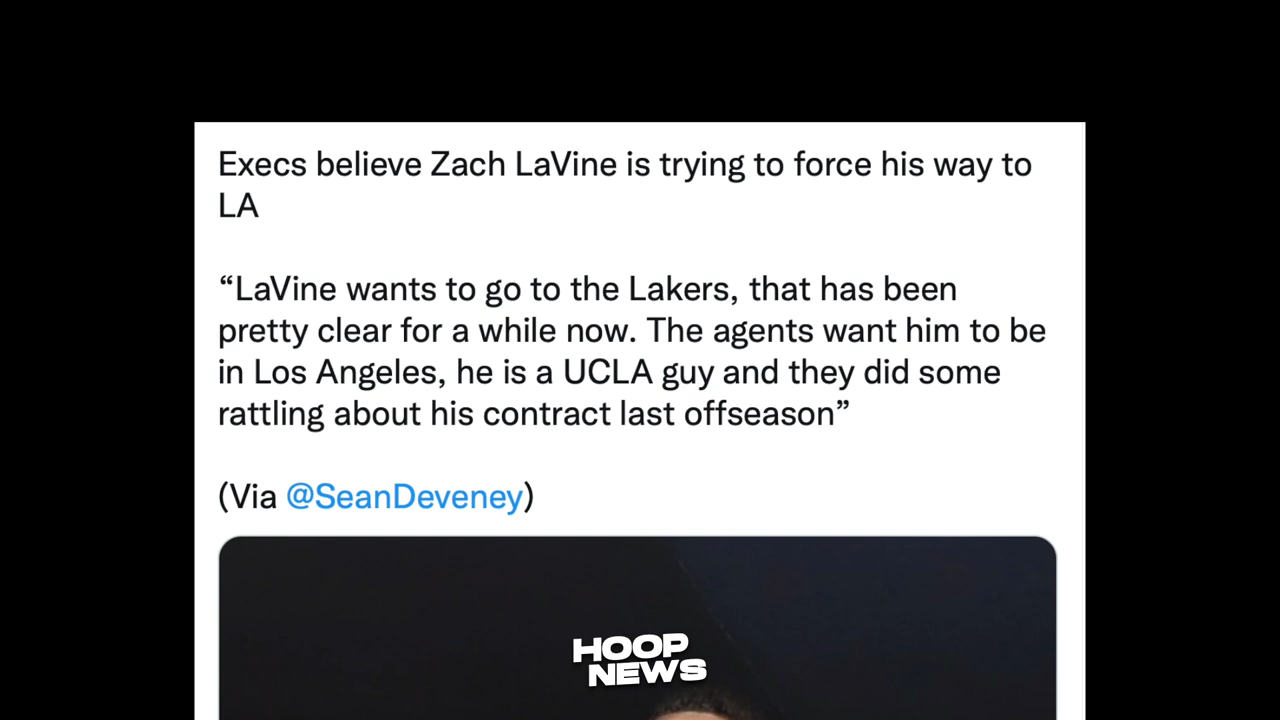 Execs believe Zach LaVine is trying to force his way to
LA
“LaVine wants to go to the Lakers, that has been
pretty clear for a while now. The agents want him to be
in Los Angeles, he is a UCLA guy and they did some
rattling about his contract last offseason”
(Via @SeanDeveney)
HOOP
NEWS